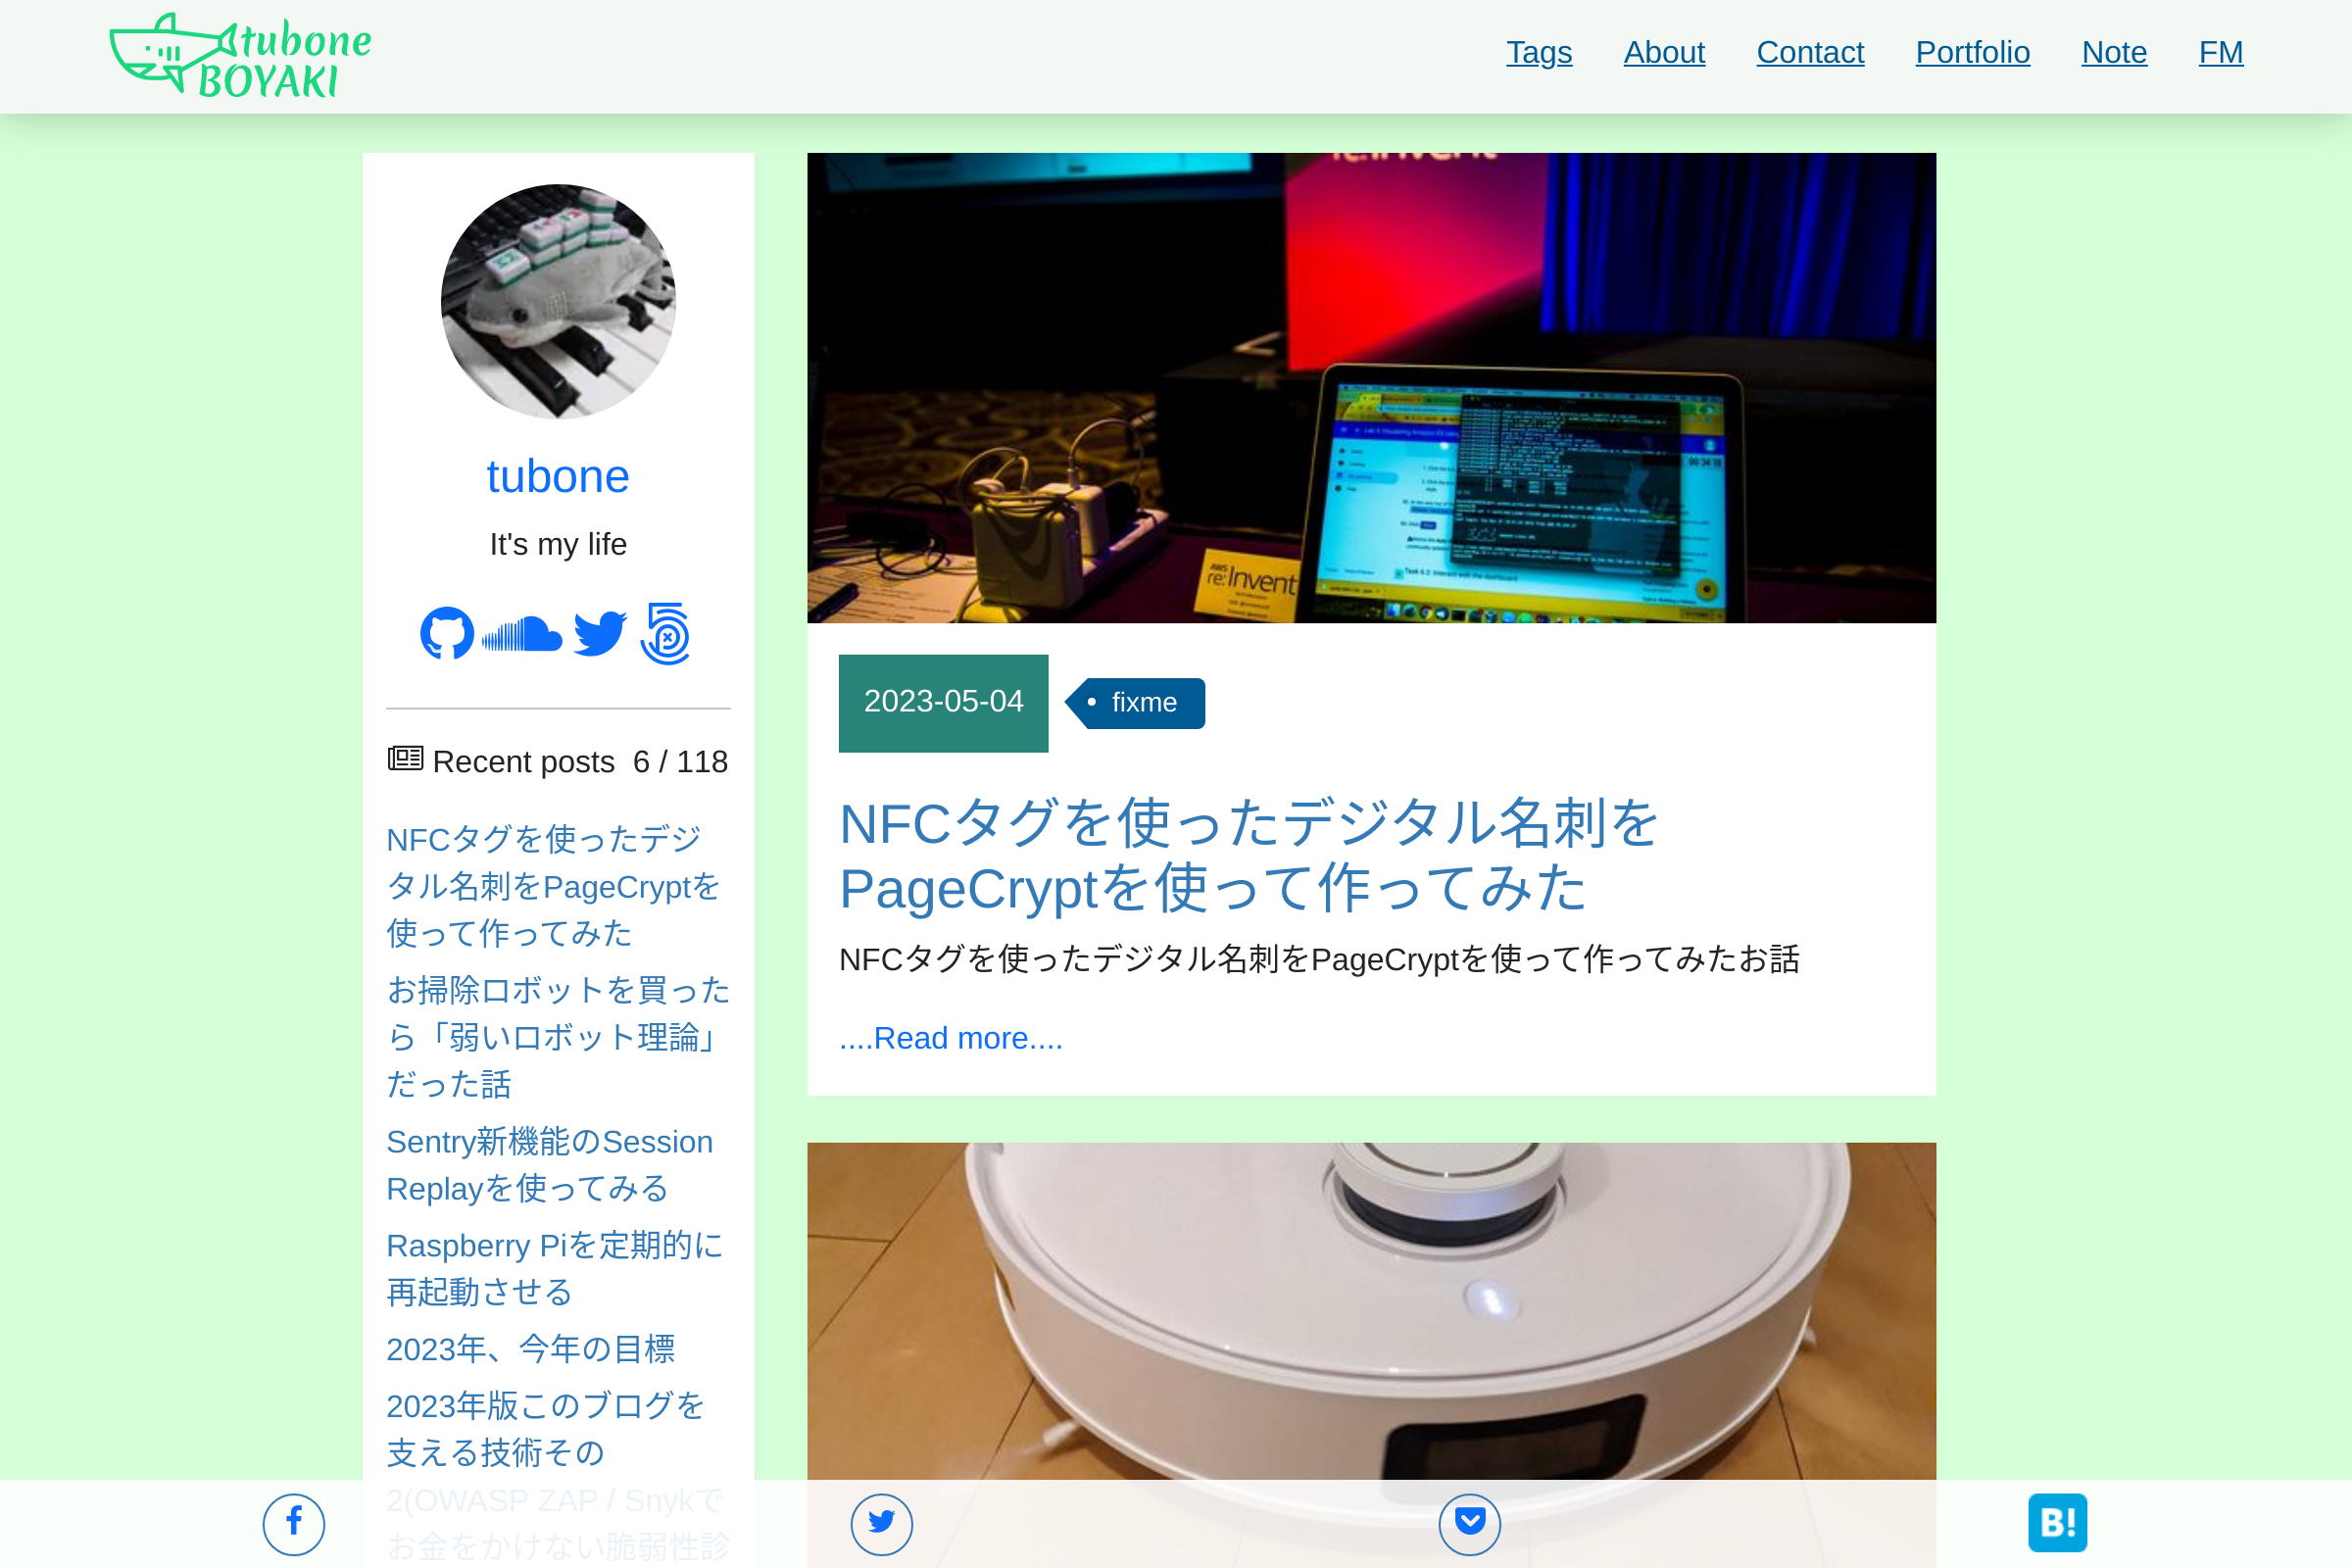 tubone
BOYAKI
Tags About Contact Portfolio Note FM
tubone
It's my life
Recent posts 6 / 118
NFCタグを使ったデジ
タル名刺をPageCryptを
使って作ってみた
お掃除ロボットを買った
ら「弱いロボット理論」
だった話
Sentry新機能のSession
Replayを使ってみる
Raspberry Piを定期的に
再起動させる
2023年、今年の目標
2023年版このブログを
支える技術その
2(OWASP ZAP / Snykで
お金をかけない脆弱性診
AWS
re:Invent
2023-05-04
fixme
NFCタグを使ったデジタル名刺を
PageCryptを使って作ってみた
NFCタグを使ったデジタル名刺をPageCryptを使って作ってみたお話
....Read more....
B!